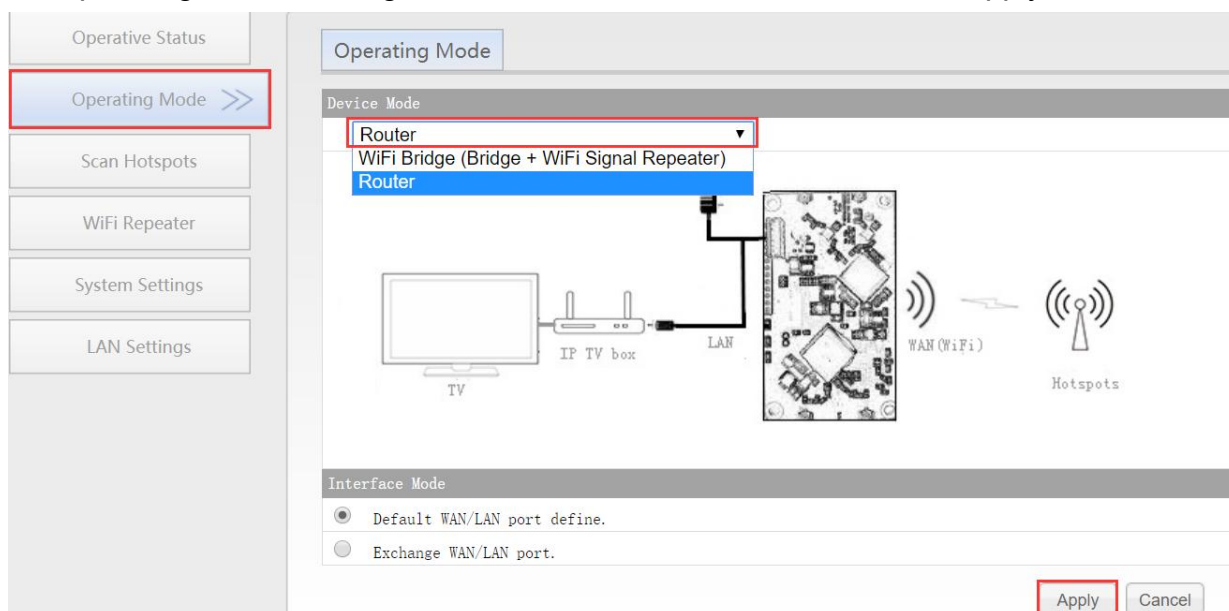 Operative Status
Operating Mode
Scan Hotspots
WiFi Repeater
System Settings
LAN Settings
Operating Mode
Device Mode
Router
WiFi Bridge (Bridge + WiFi Signal Repeater)
Router
IP TV box
LAN
WAN(WiFi)
TV
Hotspots
Interface Mode
Default WAN/LAN port define.
Exchange WAN/LAN port.
Apply
Cancel